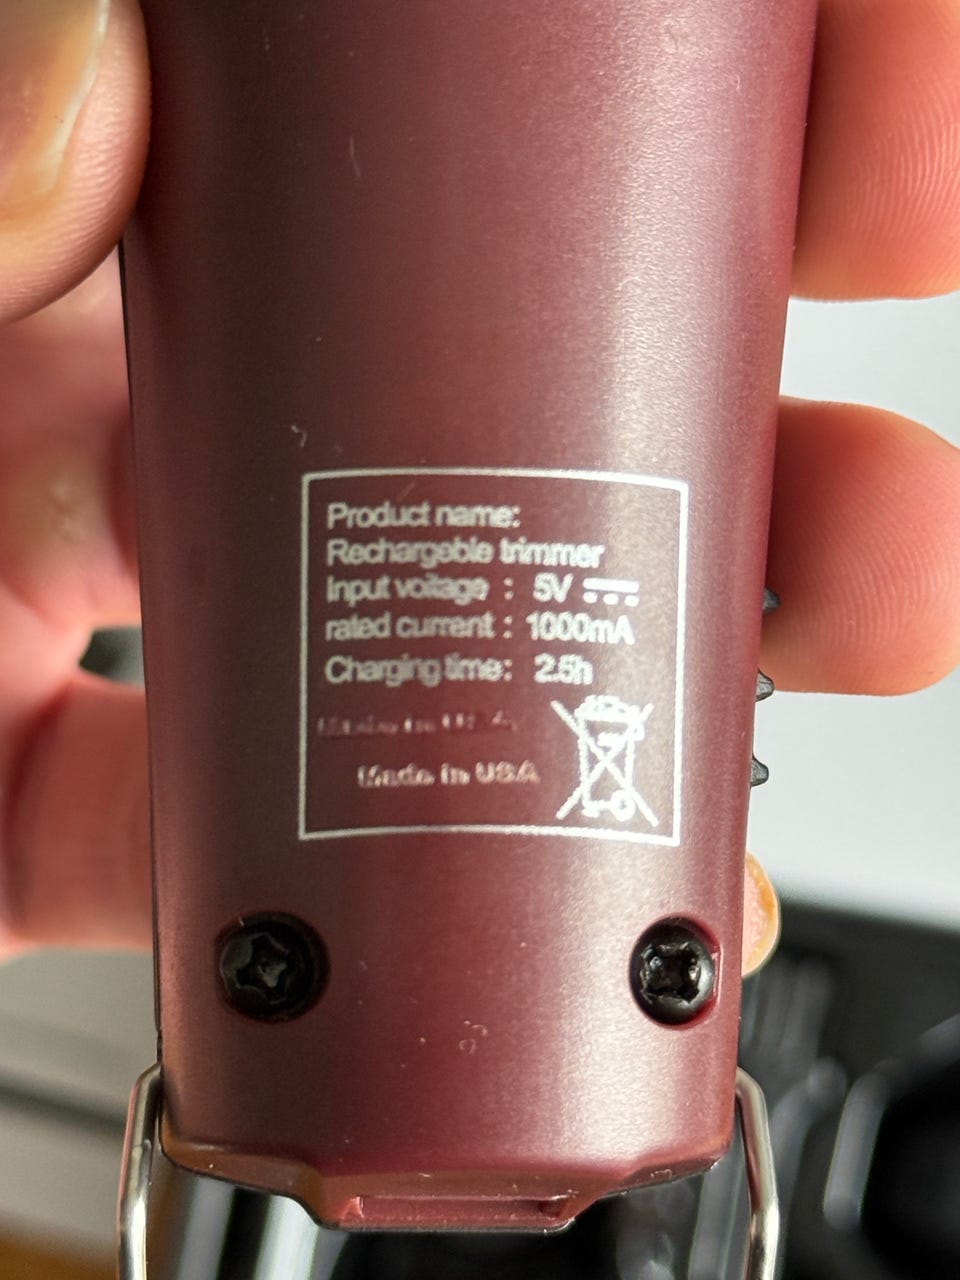 Product name:
Rechargeble trimmer
Input voltage : 5V
rated current : 1000mA
Charging time: 2.5h
Made in USA